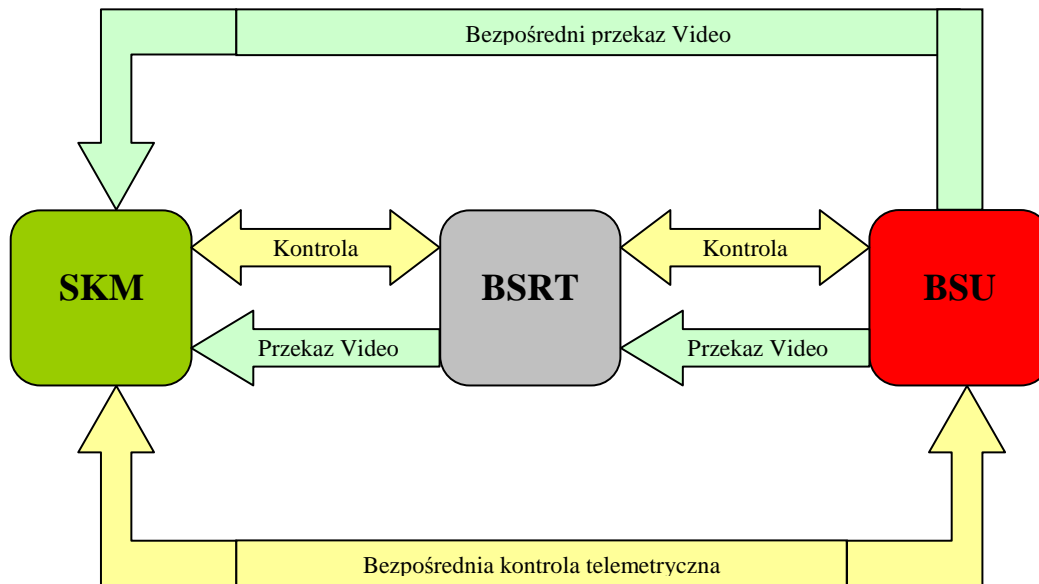 Bezpośredni przekaz Video
Kontrola
Kontrola
SKM
BSRT
BSU
Przekaz Video
Przekaz Video
Bezpośrednia kontrola telemetryczna